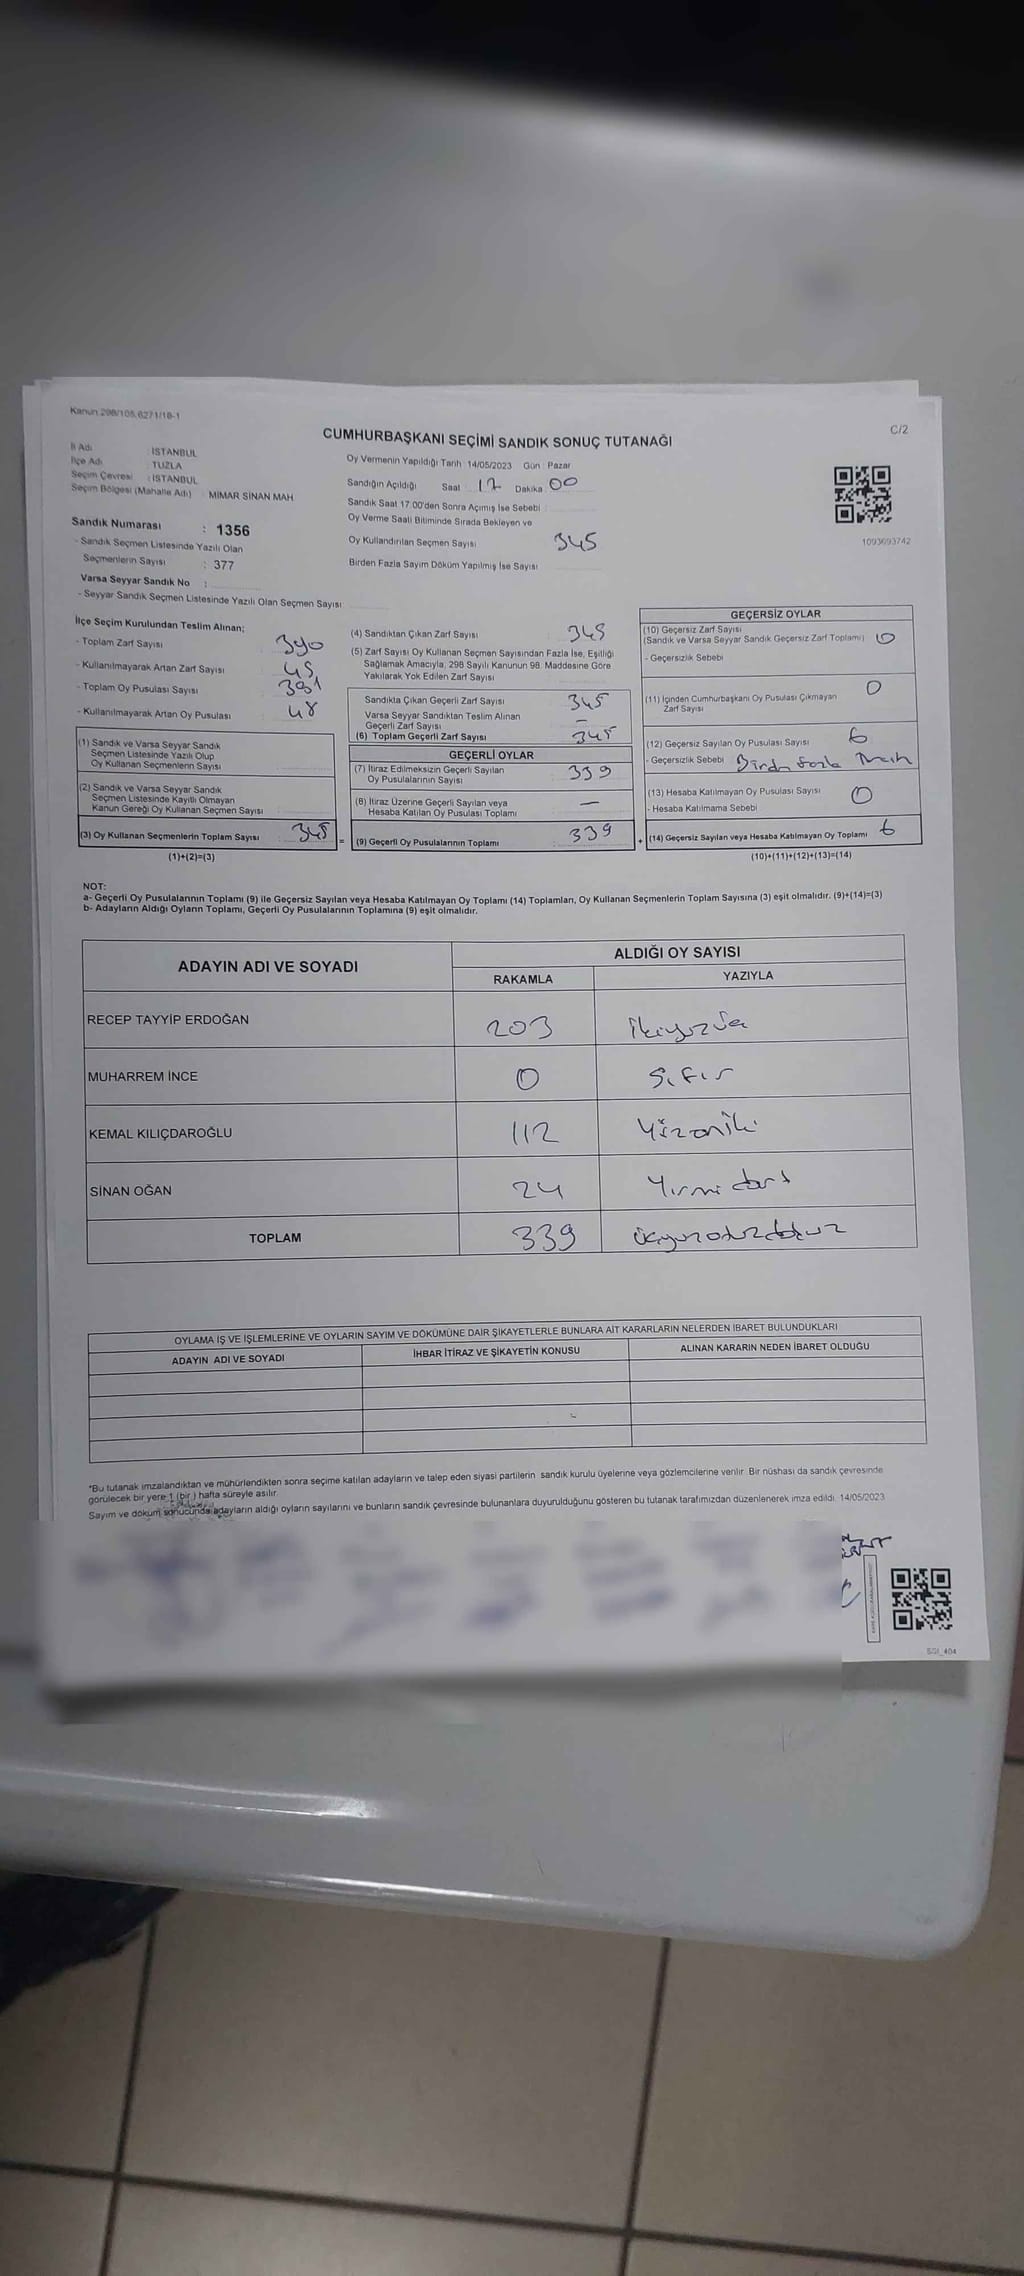 Kanun:298/105,6271/18-1
C/2
CUMHURBAŞKANI SEÇİMİ SANDIK SONUÇ TUTANAĞI
İl Adı : İSTANBUL
İlçe Adı : TUZLA
Seçim Çevresi : İSTANBUL
Seçim Bölgesi (Mahalle Adı) : MİMAR SİNAN MAH
Sandık Numarası : 1356
- Sandık Seçmen Listesinde Yazılı Olan
Seçmenlerin Sayısı : 377
Varsa Seyyar Sandık No :
- Seyyar Sandık Seçmen Listesinde Yazılı Olan Seçmen Sayısı
Oy Vermenin Yapıldığı Tarih : 14/05/2023 Gün : Pazar
Sandığın Açıldığı Saat 17 Dakika 00
Sandık Saat 17:00'den Sonra Açımış İse Sebebi :
Oy Verme Saati Bitiminde Sırada Bekleyen ve
Oy Kullandırılan Seçmen Sayısı 345
Birden Fazla Sayım Döküm Yapılmış İse Sayısı
1093693742
İlçe Seçim Kurulundan Teslim Alınan;
- Toplam Zarf Sayısı 390
- Kullanılmayarak Artan Zarf Sayısı 45
- Toplam Oy Pusulası Sayısı
- Kullanılmayarak Artan Oy Pusulası 48
(1) Sandık ve Varsa Seyyar Sandık
Seçmen Listesinde Yazılı Olup
Oy Kullanan Seçmenlerin Sayısı
(2) Sandık ve Varsa Seyyar Sandık
Seçmen Listesinde Kayıtlı Olmayan
Kanun Gereği Oy Kullanan Seçmen Sayısı
(3) Oy Kullanan Seçmenlerin Toplam Sayısı 345 =
(1)+(2)=(3)
(4) Sandıktan Çıkan Zarf Sayısı 345
(5) Zarf Sayısı Oy Kullanan Seçmen Sayısından Fazla İse, Eşitliği
Sağlamak Amacıyla, 298 Sayılı Kanunun 98. Maddesine Göre
Yakılarak Yok Edilen Zarf Sayısı
Sandıkta Çıkan Geçerli Zarf Sayısı 345
Varsa Seyyar Sandıktan Teslim Alınan
Geçerli Zarf Sayısı -
(6) Toplam Geçerli Zarf Sayısı 345
GEÇERLİ OYLAR
(7) İtiraz Edilmeksizin Geçerli Sayılan
Oy Pusulalarının Sayısı 339
(8) İtiraz Üzerine Geçerli Sayılan veya
Hesaba Katılan Oy Pusulası Toplamı -
(9) Geçerli Oy Pusulalarının Toplamı : 339 +
GEÇERSİZ OYLAR
(10) Geçersiz Zarf Sayısı
(Sandık ve Varsa Seyyar Sandık Geçersiz Zarf Toplamı) 0
- Geçersizlik Sebebi
(11) İçinden Cumhurbaşkanı Oy Pusulası Çıkmayan
Zarf Sayısı 0
(12) Geçersiz Sayılan Oy Pusulası Sayısı 6
- Geçersizlik Sebebi Birden fazla
(13) Hesaba Katılmayan Oy Pusulası Sayısı 0
- Hesaba Katılmama Sebebi
(14) Geçersiz Sayılan veya Hesaba Katılmayan Oy Toplamı 6
(10)+(11)+(12)+(13)=(14)
NOT:
a- Geçerli Oy Pusulalarının Toplamı (9) ile Geçersiz Sayılan veya Hesaba Katılmayan Oy Toplamı (14) Toplamları, Oy Kullanan Seçmenlerin Toplam Sayısına (3) eşit olmalıdır. (9)+(14)=(3)
b- Adayların Aldığı Oyların Toplamı, Geçerli Oy Pusulalarının Toplamına (9) eşit olmalıdır.
ADAYIN ADI VE SOYADI
ALDIĞI OY SAYISI
RAKAMLA YAZIYLA
RECEP TAYYİP ERDOĞAN 203 ikiyüzüç
MUHARREM İNCE 0 sıfır
KEMAL KILIÇDAROĞLU 112 Yüzoniki
SİNAN OĞAN 24 Yirmidört
TOPLAM 339 üçyüzotuzdokuz
OYLAMA İŞ VE İŞLEMLERİNE VE OYLARIN SAYIM VE DÖKÜMÜNE DAİR ŞİKAYETLERLE BUNLARA AİT KARARLARIN NELERDEN İBARET BULUNDUKLARI
ADAYIN ADI VE SOYADI İHBAR İTİRAZ VE ŞİKAYETİN KONUSU ALINAN KARARIN NEDEN İBARET OLDUĞU
*Bu tutanak imzalandıktan ve mühürlendikten sonra seçime katılan adayların ve talep eden siyasi partilerin sandık kurulu üyelerine veya gözlemcilerine verilir. Bir nüshası da sandık çevresinde
görülecek bir yere 1 (bir ) hafta süreyle asılır.
Sayım ve döküm sonucunda adayların aldığı oyların sayılarını ve bunların sandık çevresinde bulunanlara duyurulduğunu gösteren bu tutanak tarafımızdan düzenlenerek imza edildi. 14/05/2023